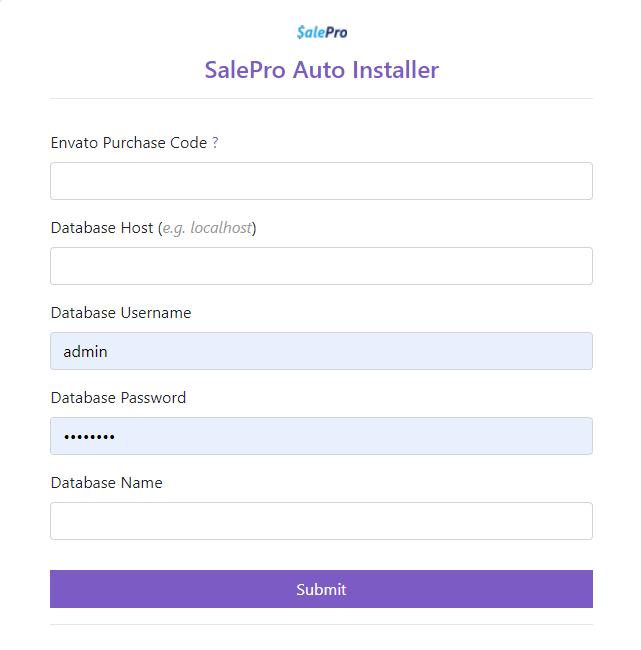 $alePro
SalePro Auto Installer
Envato Purchase Code ?
Database Host (e.g. localhost)
Database Username
admin
Database Password
••••••••
Database Name
Submit